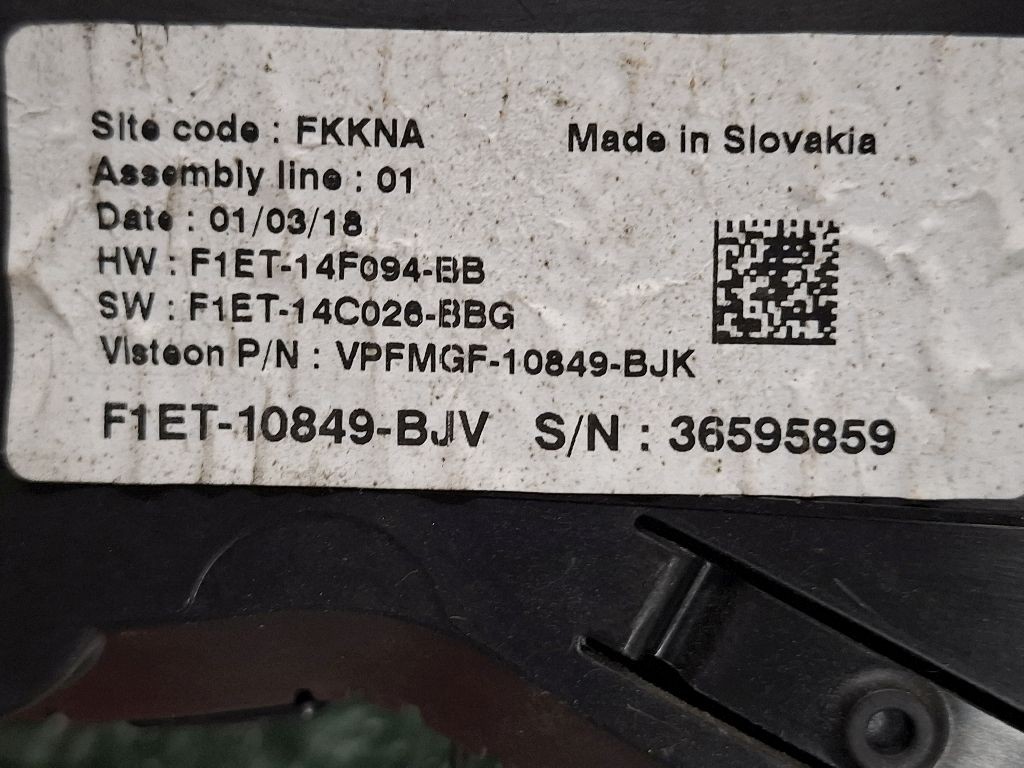 Site code : FKKNA
Made in Slovakia
Assembly line : 01
Date : 01/03/18
HW : F1ET-14F094-BB
SW : F1ET-14C026-BBG
Visteon P/N : VPFMGF-10849-BJK
F1ET-10849-BJV S/N : 36595859